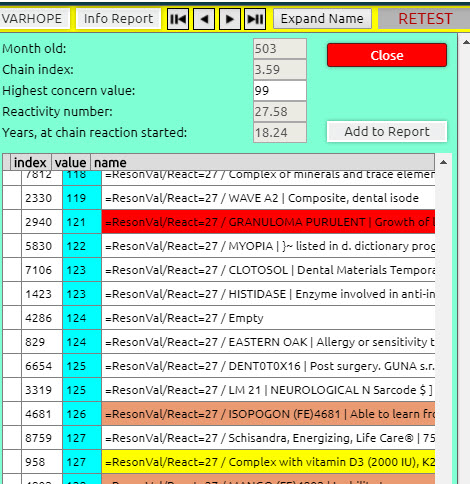 VARHOPE Info Report Expand Name RETEST
Month old: 503
Close
Chain index: 3.59
Highest concern value: 99
Reactivity number: 27.58
Years, at chain reaction started: 18.24
Add to Report
index value name
7812 118 =ResonVal/React=27 / Complex of minerals and trace elemen
2330 119 =ResonVal/React=27 / WAVE A2 | Composite, dental isode
2940 121 =ResonVal/React=27 / GRANULOMA PURULENT | Growth of
5830 122 =ResonVal/React=27 / MYOPIA | }~ listed in d. dictionary prog
7106 123 =ResonVal/React=27 / CLOTOSOL | Dental Materials Tempora
1423 123 =ResonVal/React=27 / HISTIDASE | Enzyme involved in anti-in
4286 124 =ResonVal/React=27 / Empty
829 124 =ResonVal/React=27 / EASTERN OAK | Allergy or sensitivity t
6654 125 =ResonVal/React=27 / DENT0T0X16 | Post surgery. GUNA s.r.
3319 125 =ResonVal/React=27 / LM 21 | NEUROLOGICAL N Sarcode $ ]
4681 126 =ResonVal/React=27 / ISOPOGON (FE)4681 | Able to learn fro
8759 127 =ResonVal/React=27 / Schisandra, Energizing, Life Care® | 75
958 127 =ResonVal/React=27 / Complex with vitamin D3 (2000 IU), K2